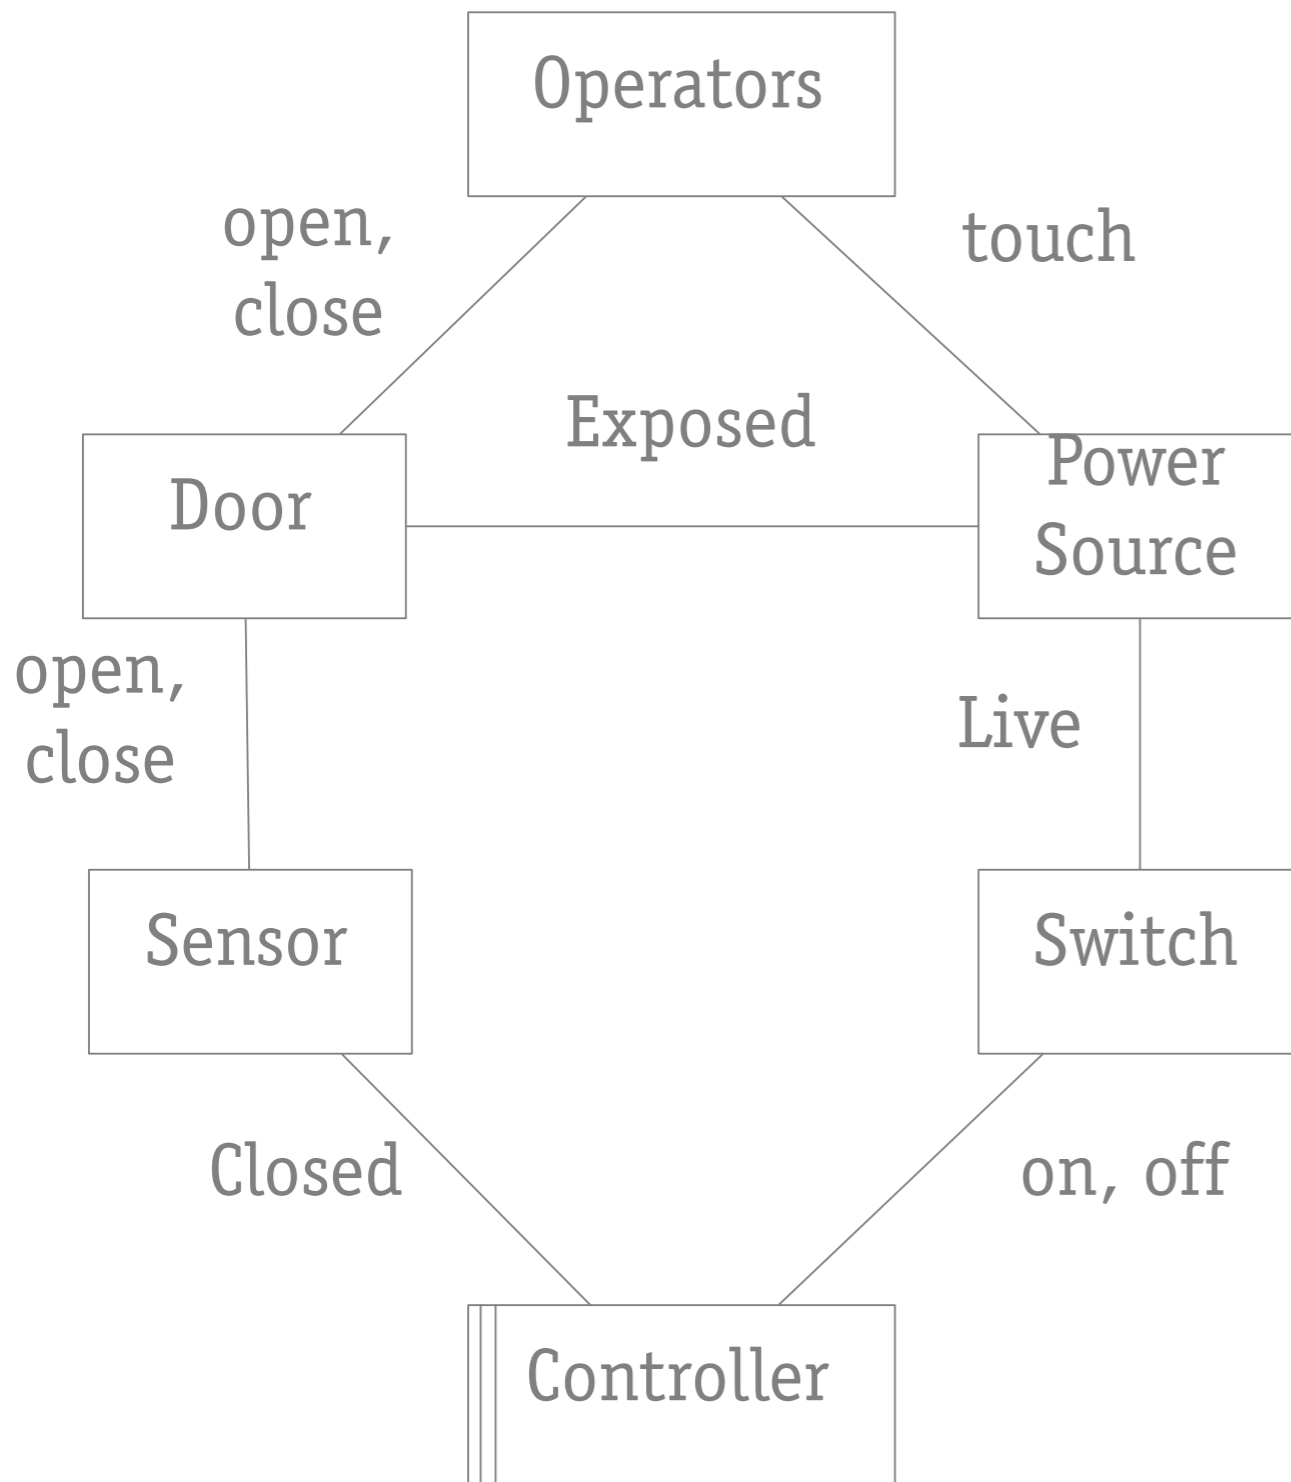 Operators
open,
close
touch
Exposed
Door
Power
Source
open,
close
Live
Sensor
Switch
Closed
on, off
Controller